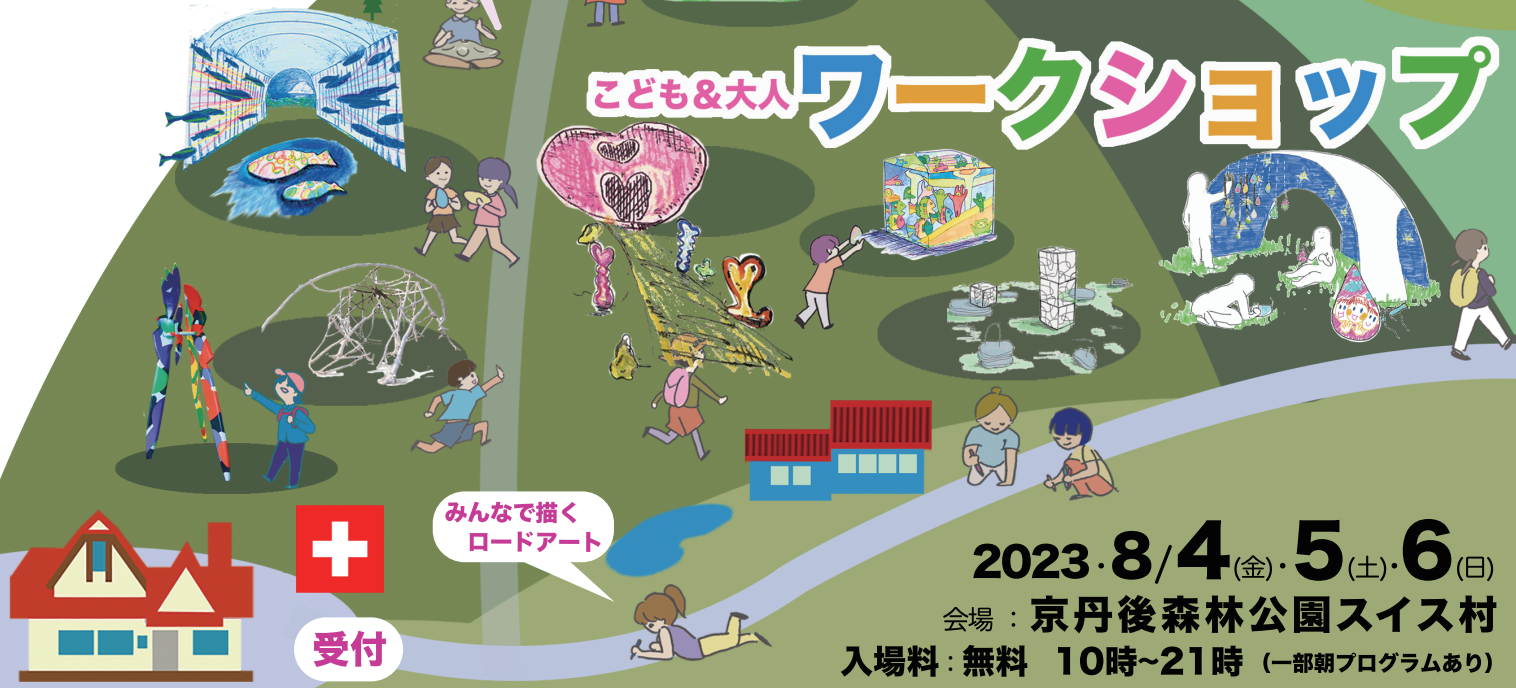 こども&大人ワークショップ
みんなで描く
ロードアート
受付
2023・8/4(金)・5(土)・6(日)
会場 : 京丹後森林公園スイス村
入場料 : 無料 10時~21時 (一部朝プログラムあり)